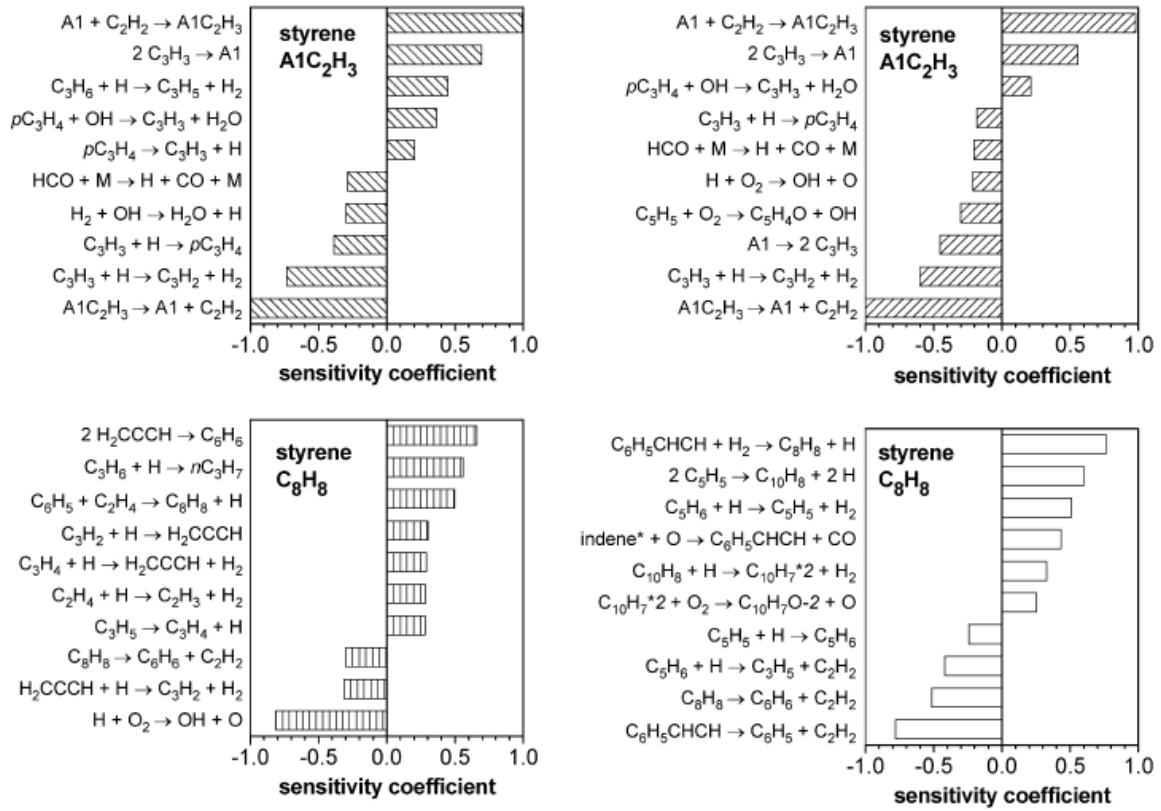 styrene
A1C₂H₃
A1 + C₂H₂ → A1C₂H₃
2 C₃H₃ → A1
C₃H₆ + H → C₃H₅ + H₂
pC₃H₄ + OH → C₃H₃ + H₂O
pC₃H₄ → C₃H₃ + H
HCO + M → H + CO + M
H₂ + OH → H₂O + H
C₃H₃ + H → pC₃H₄
C₃H₃ + H → C₃H₂ + H₂
A1C₂H₃ → A1 + C₂H₂
-1.0 -0.5 0.0 0.5 1.0
sensitivity coefficient
styrene
A1C₂H₃
A1 + C₂H₂ → A1C₂H₃
2 C₃H₃ → A1
pC₃H₄ + OH → C₃H₃ + H₂O
C₃H₃ + H → pC₃H₄
HCO + M → H + CO + M
H + O₂ → OH + O
C₅H₅ + O₂ → C₅H₄O + OH
A1 → 2 C₃H₃
C₃H₃ + H → C₃H₂ + H₂
A1C₂H₃ → A1 + C₂H₂
-1.0 -0.5 0.0 0.5 1.0
sensitivity coefficient
styrene
C₈H₈
2 H₂CCCH → C₆H₆
C₃H₆ + H → nC₃H₇
C₆H₅ + C₂H₄ → C₈H₈ + H
C₃H₂ + H → H₂CCCH
C₃H₄ + H → H₂CCCH + H₂
C₂H₄ + H → C₂H₃ + H₂
C₃H₅ → C₃H₄ + H
C₈H₈ → C₆H₆ + C₂H₂
H₂CCCH + H → C₃H₂ + H₂
H + O₂ → OH + O
-1.0 -0.5 0.0 0.5 1.0
sensitivity coefficient
styrene
C₈H₈
C₆H₅CHCH + H₂ → C₈H₈ + H
2 C₅H₅ → C₁₀H₈ + 2 H
C₅H₆ + H → C₅H₅ + H₂
indene* + O → C₆H₅CHCH + CO
C₁₀H₈ + H → C₁₀H₇*2 + H₂
C₁₀H₇*2 + O₂ → C₁₀H₇O-2 + O
C₅H₅ + H → C₅H₆
C₅H₆ + H → C₃H₅ + C₂H₂
C₈H₈ → C₆H₆ + C₂H₂
C₆H₅CHCH → C₆H₅ + C₂H₂
-1.0 -0.5 0.0 0.5 1.0
sensitivity coefficient